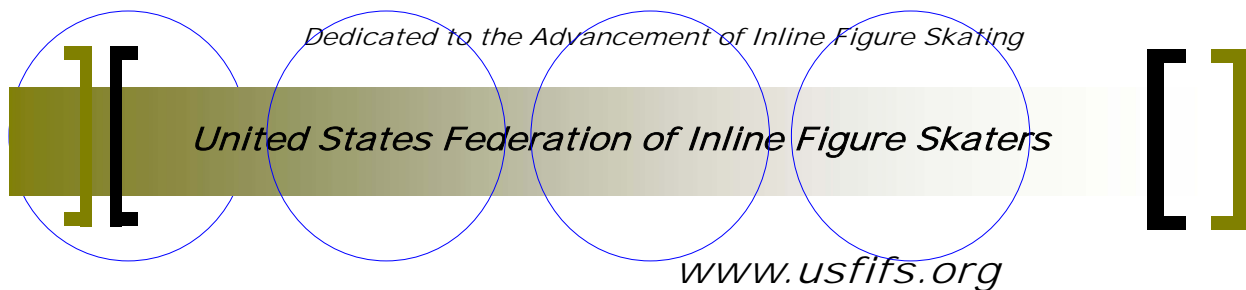 Dedicated to the Advancement of Inline Figure Skating
United States Federation of Inline Figure Skaters
www.usfifs.org